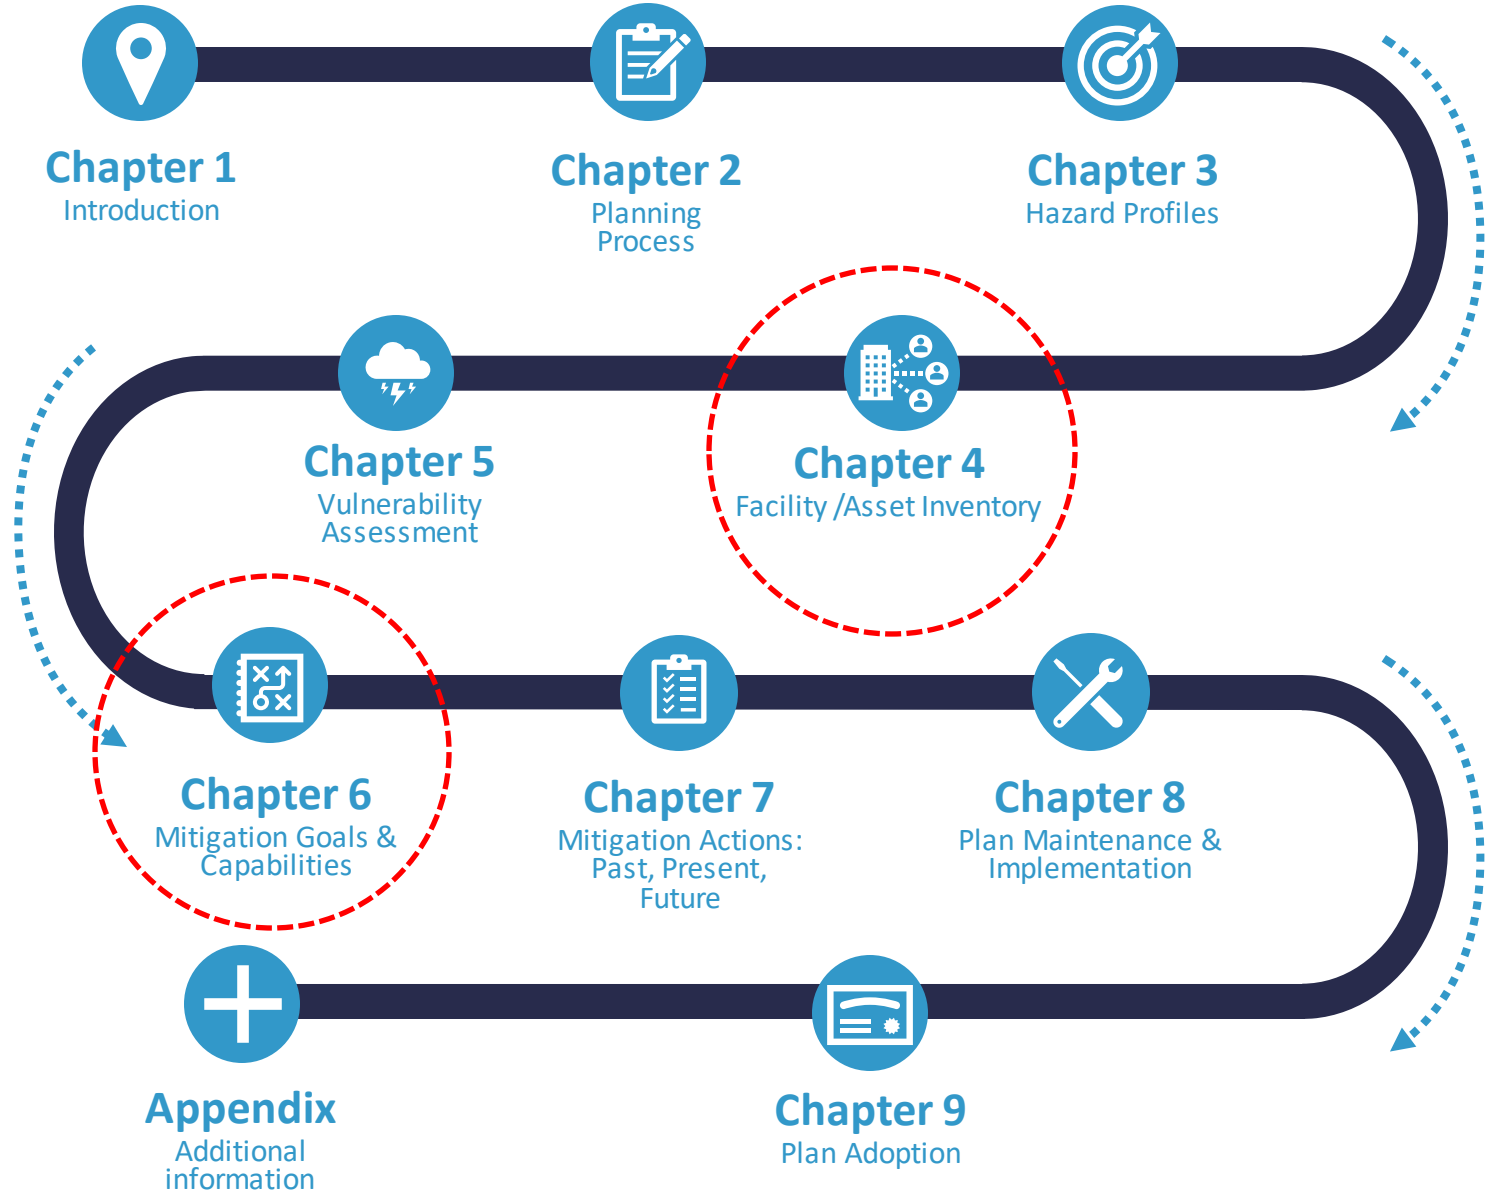 Chapter 1
Introduction
Chapter 2
Planning
Process
Chapter 3
Hazard Profiles
Chapter 4
Facility /Asset Inventory
Chapter 5
Vulnerability
Assessment
Chapter 6
Mitigation Goals &
Capabilities
Chapter 7
Mitigation Actions:
Past, Present,
Future
Chapter 8
Plan Maintenance &
Implementation
Chapter 9
Plan Adoption
Appendix
Additional
information